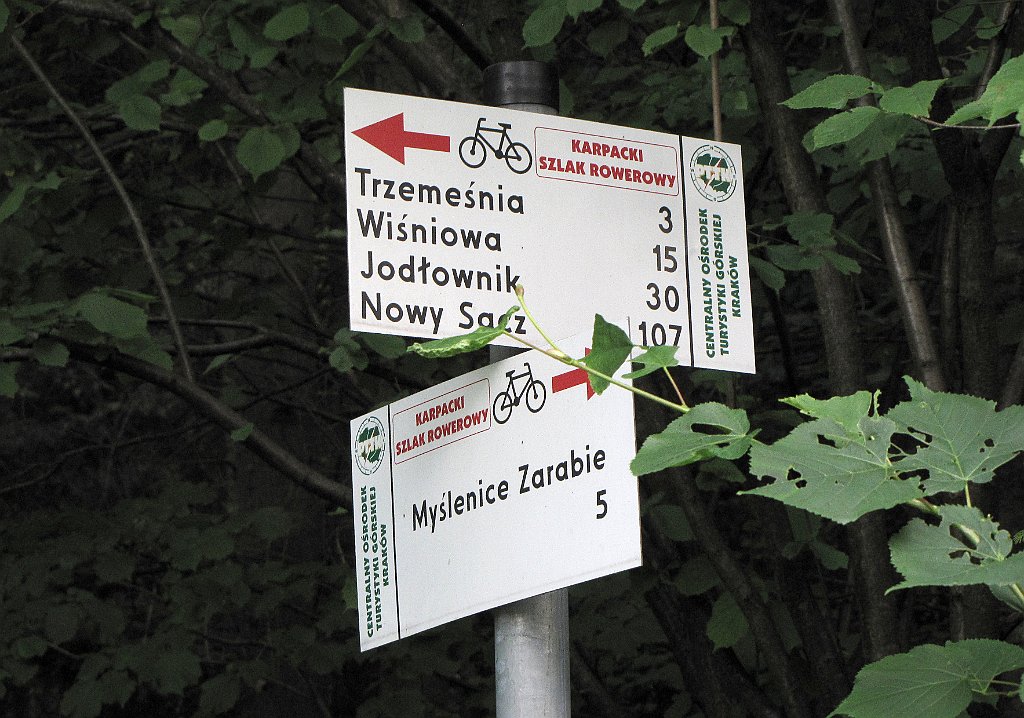 KARPACKI
SZLAK ROWEROWY
Trzemeśnia 3
Wiśniowa 15
Jodłownik 30
Nowy Sącz 107
PTTK
CENTRALNY OŚRODEK
TURYSTYKI GÓRSKIEJ
KRAKÓW
KARPACKI
SZLAK ROWEROWY
Myślenice Zarabie
5
CENTRALNY OŚRODEK
TURYSTYKI GÓRSKIEJ
KRAKÓW